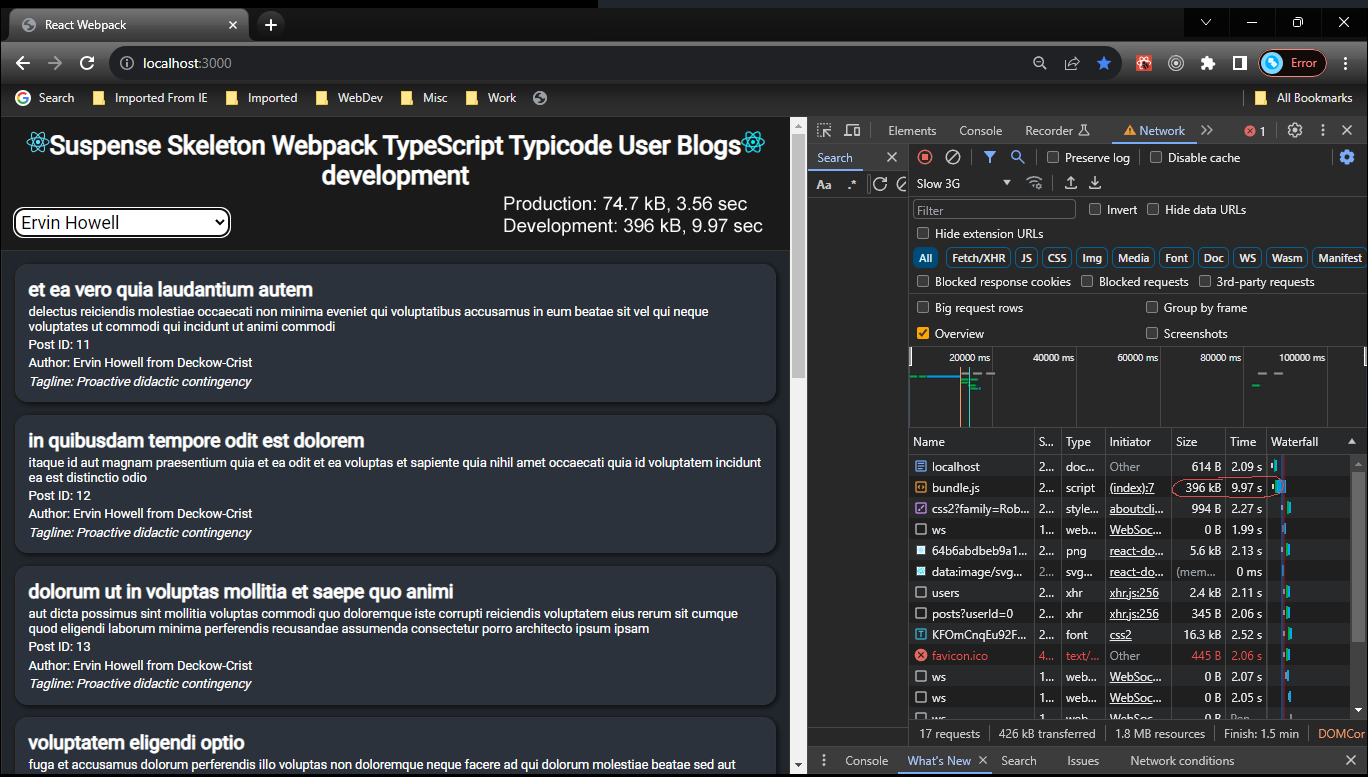 React Webpack
localhost:3000
Error
Search
Imported From IE
Imported
WebDev
Misc
Work
All Bookmarks
Suspense Skeleton Webpack TypeScript Typicode User Blogs
development
Production: 74.7 kB, 3.56 sec
Development: 396 kB, 9.97 sec
Ervin Howell
et ea vero quia laudantium autem
delectus reiciendis molestiae occaecati non minima eveniet qui voluptatibus accusamus in eum beatae sit vel qui neque
voluptates ut commodi qui incidunt ut animi commodi
Post ID: 11
Author: Ervin Howell from Deckow-Crist
Tagline: Proactive didactic contingency
in quibusdam tempore odit est dolorem
itaque id aut magnam praesentium quia et ea odit et ea voluptas et sapiente quia nihil amet occaecati quia id voluptatem incidunt
ea est distinctio odio
Post ID: 12
Author: Ervin Howell from Deckow-Crist
Tagline: Proactive didactic contingency
dolorum ut in voluptas mollitia et saepe quo animi
aut dicta possimus sint mollitia voluptas commodi quo doloremque iste corrupti reiciendis voluptatem eius rerum sit cumque
quod eligendi laborum minima perferendis recusandae assumenda consectetur porro architecto ipsum ipsam
Post ID: 13
Author: Ervin Howell from Deckow-Crist
Tagline: Proactive didactic contingency
voluptatem eligendi optio
fuga et accusamus dolorum perferendis illo voluptas non doloremque neque facere ad qui dolorum molestiae beatae sed aut
Elements Console Recorder Network 1
Search
Aa .*
Preserve log Disable cache
Slow 3G
Filter Invert Hide data URLs
Hide extension URLs
All Fetch/XHR JS CSS Img Media Font Doc WS Wasm Manifest
Blocked response cookies Blocked requests 3rd-party requests
Big request rows Group by frame
Overview Screenshots
20000 ms 40000 ms 60000 ms 80000 ms 100000 ms
Name S... Type Initiator Size Time Waterfall
localhost 2... doc... Other 614 B 2.09 s
bundle.js 2... script (index):7 396 kB 9.97 s
css2?family=Rob... 2... style... about:cli... 994 B 2.27 s
ws 1... web... WebSoc... 0 B 1.99 s
64b6abdbeb9a1... 2... png react-do... 5.6 kB 2.13 s
data:image/svg... 2... svg... react-do... (mem... 0 ms
users 2... xhr xhr.js:256 2.4 kB 2.11 s
posts?userId=0 2... xhr xhr.js:256 345 B 2.06 s
KFOmCnqEu92F... 2... font css2 16.3 kB 2.52 s
favicon.ico 4... text/... Other 445 B 2.06 s
ws 1... web... WebSoc... 0 B 2.07 s
ws 1... web... WebSoc... 0 B 2.05 s
17 requests 426 kB transferred 1.8 MB resources Finish: 1.5 min DOMCor
Console What's New Search Issues Network conditions